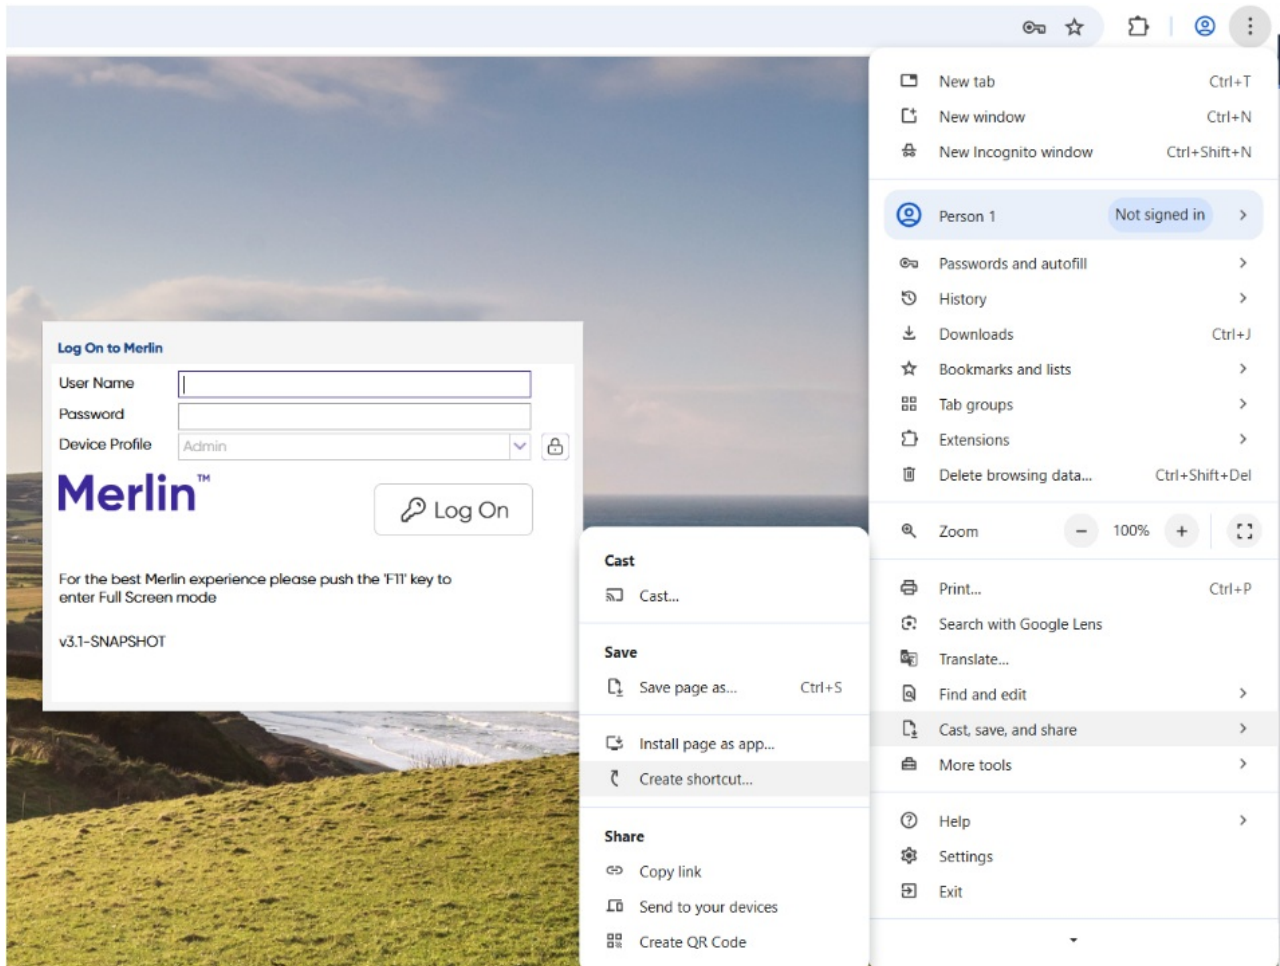 New tab Ctrl+T
New window Ctrl+N
New Incognito window Ctrl+Shift+N
Person 1 Not signed in
Passwords and autofill
History
Downloads Ctrl+J
Bookmarks and lists
Tab groups
Extensions
Delete browsing data... Ctrl+Shift+Del
Zoom − 100% +
Print... Ctrl+P
Search with Google Lens
Translate...
Find and edit
Cast, save, and share
More tools
Help
Settings
Exit
Log On to Merlin
User Name
Password
Device Profile Admin
Merlin™
Log On
For the best Merlin experience please push the 'F11' key to
enter Full Screen mode
v3.1-SNAPSHOT
Cast
Cast...
Save
Save page as... Ctrl+S
Install page as app...
Create shortcut...
Share
Copy link
Send to your devices
Create QR Code